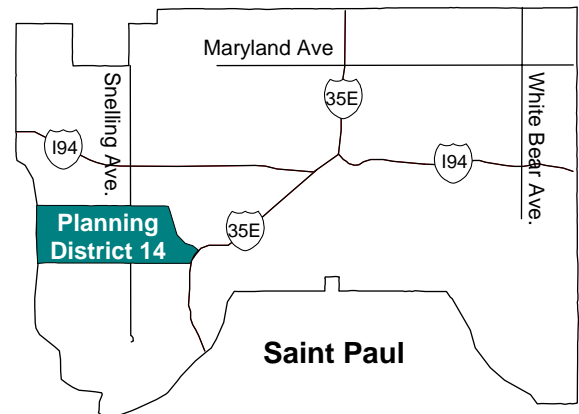 Maryland Ave
Snelling Ave.
35E
White Bear Ave.
I94
I94
Planning
District 14
35E
Saint Paul